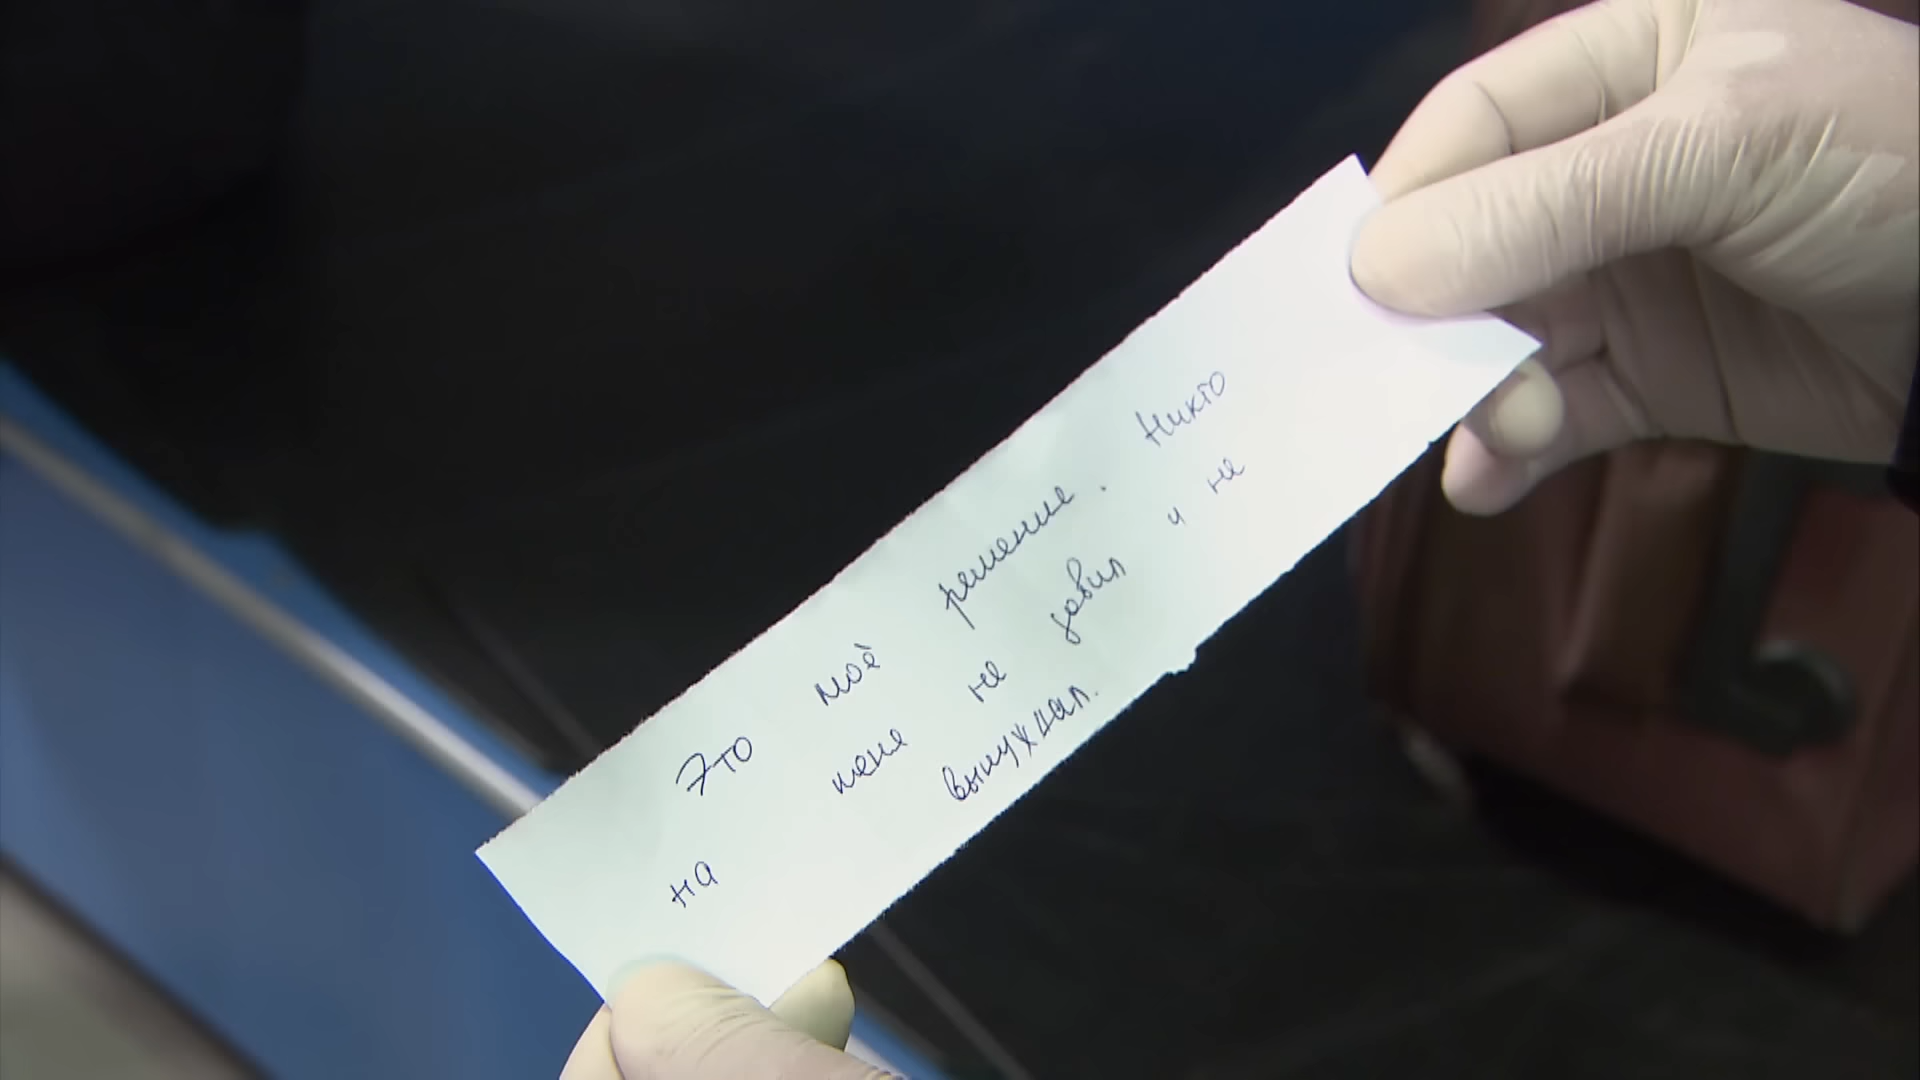 Это моё решение. Никто
на меня не давил и не
вынуждал.